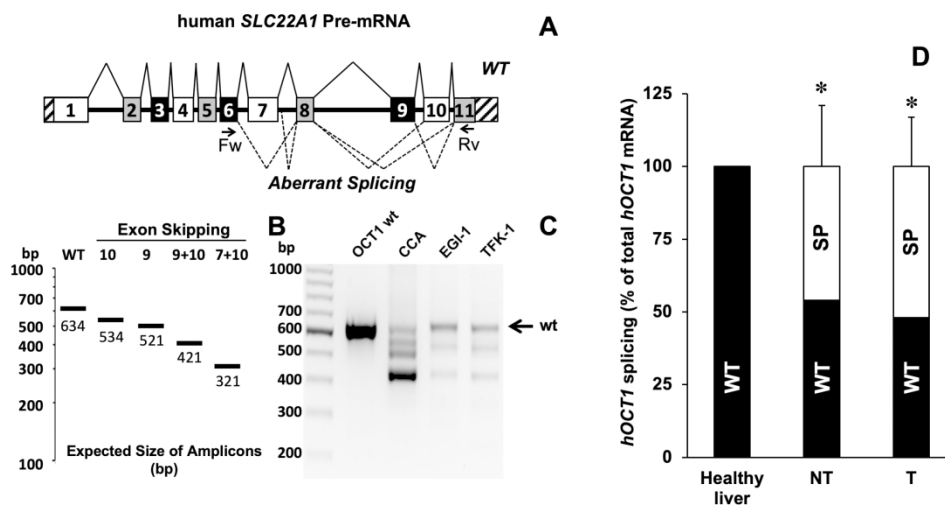 human SLC22A1 Pre-mRNA
A
WT
1 2 3 4 5 6 7 8 9 10 11
Fw
Rv
Aberrant Splicing
B
Exon Skipping
bp WT 10 9 9+10 7+10
1000
700
500
300
100
634
534
521
421
321
Expected Size of Amplicons
(bp)
C
bp
OCT1 wt
CCA
EGI-1
TFK-1
1000
700
600
500
400
300
200
wt
D
hOCT1 splicing (% of total hOCT1 mRNA)
125
100
75
50
25
0
*
*
WT
SP
WT
SP
WT
Healthy
liver
NT
T